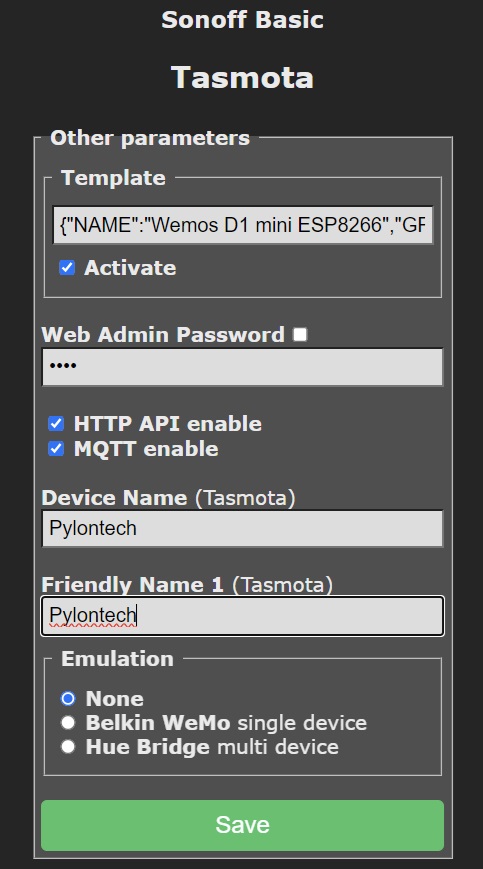 Sonoff Basic
Tasmota
Other parameters
Template
{"NAME":"Wemos D1 mini ESP8266","GP
Activate
Web Admin Password
••••
HTTP API enable
MQTT enable
Device Name (Tasmota)
Pylontech
Friendly Name 1 (Tasmota)
Pylontech
Emulation
None
Belkin WeMo single device
Hue Bridge multi device
Save